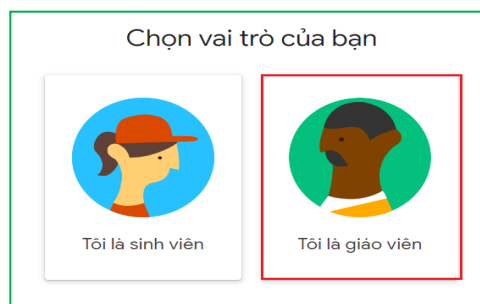 Chọn vai trò của bạn
Tôi là sinh viên
Tôi là giáo viên